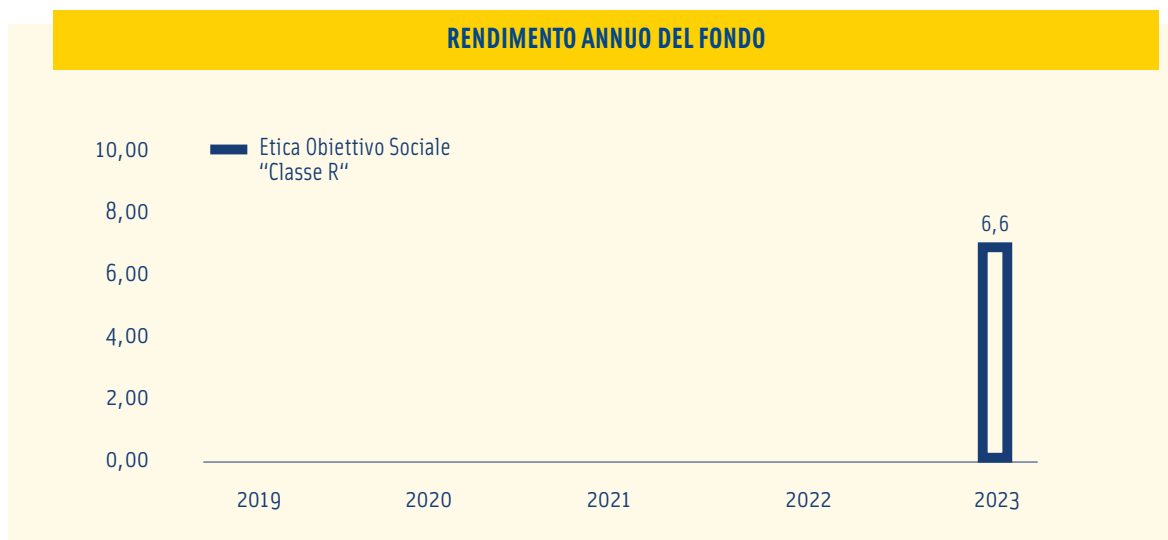 RENDIMENTO ANNUO DEL FONDO
10,00
Etica Obiettivo Sociale
“Classe R“
8,00
6,6
6,00
4,00
2,00
0,00
2019 2020 2021 2022 2023